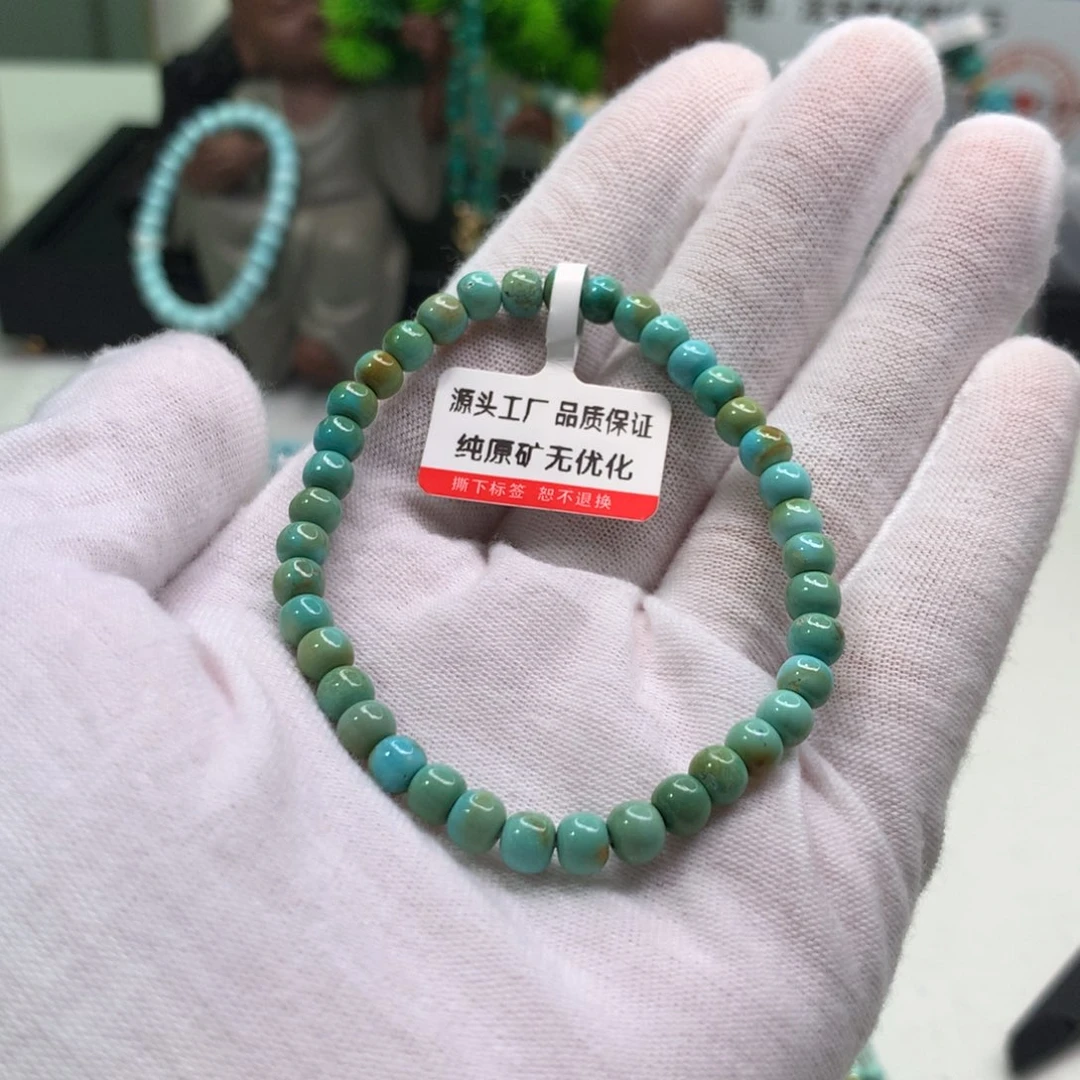 源头工厂 品质保证
纯原矿无优化
撕下标签 恕不退换